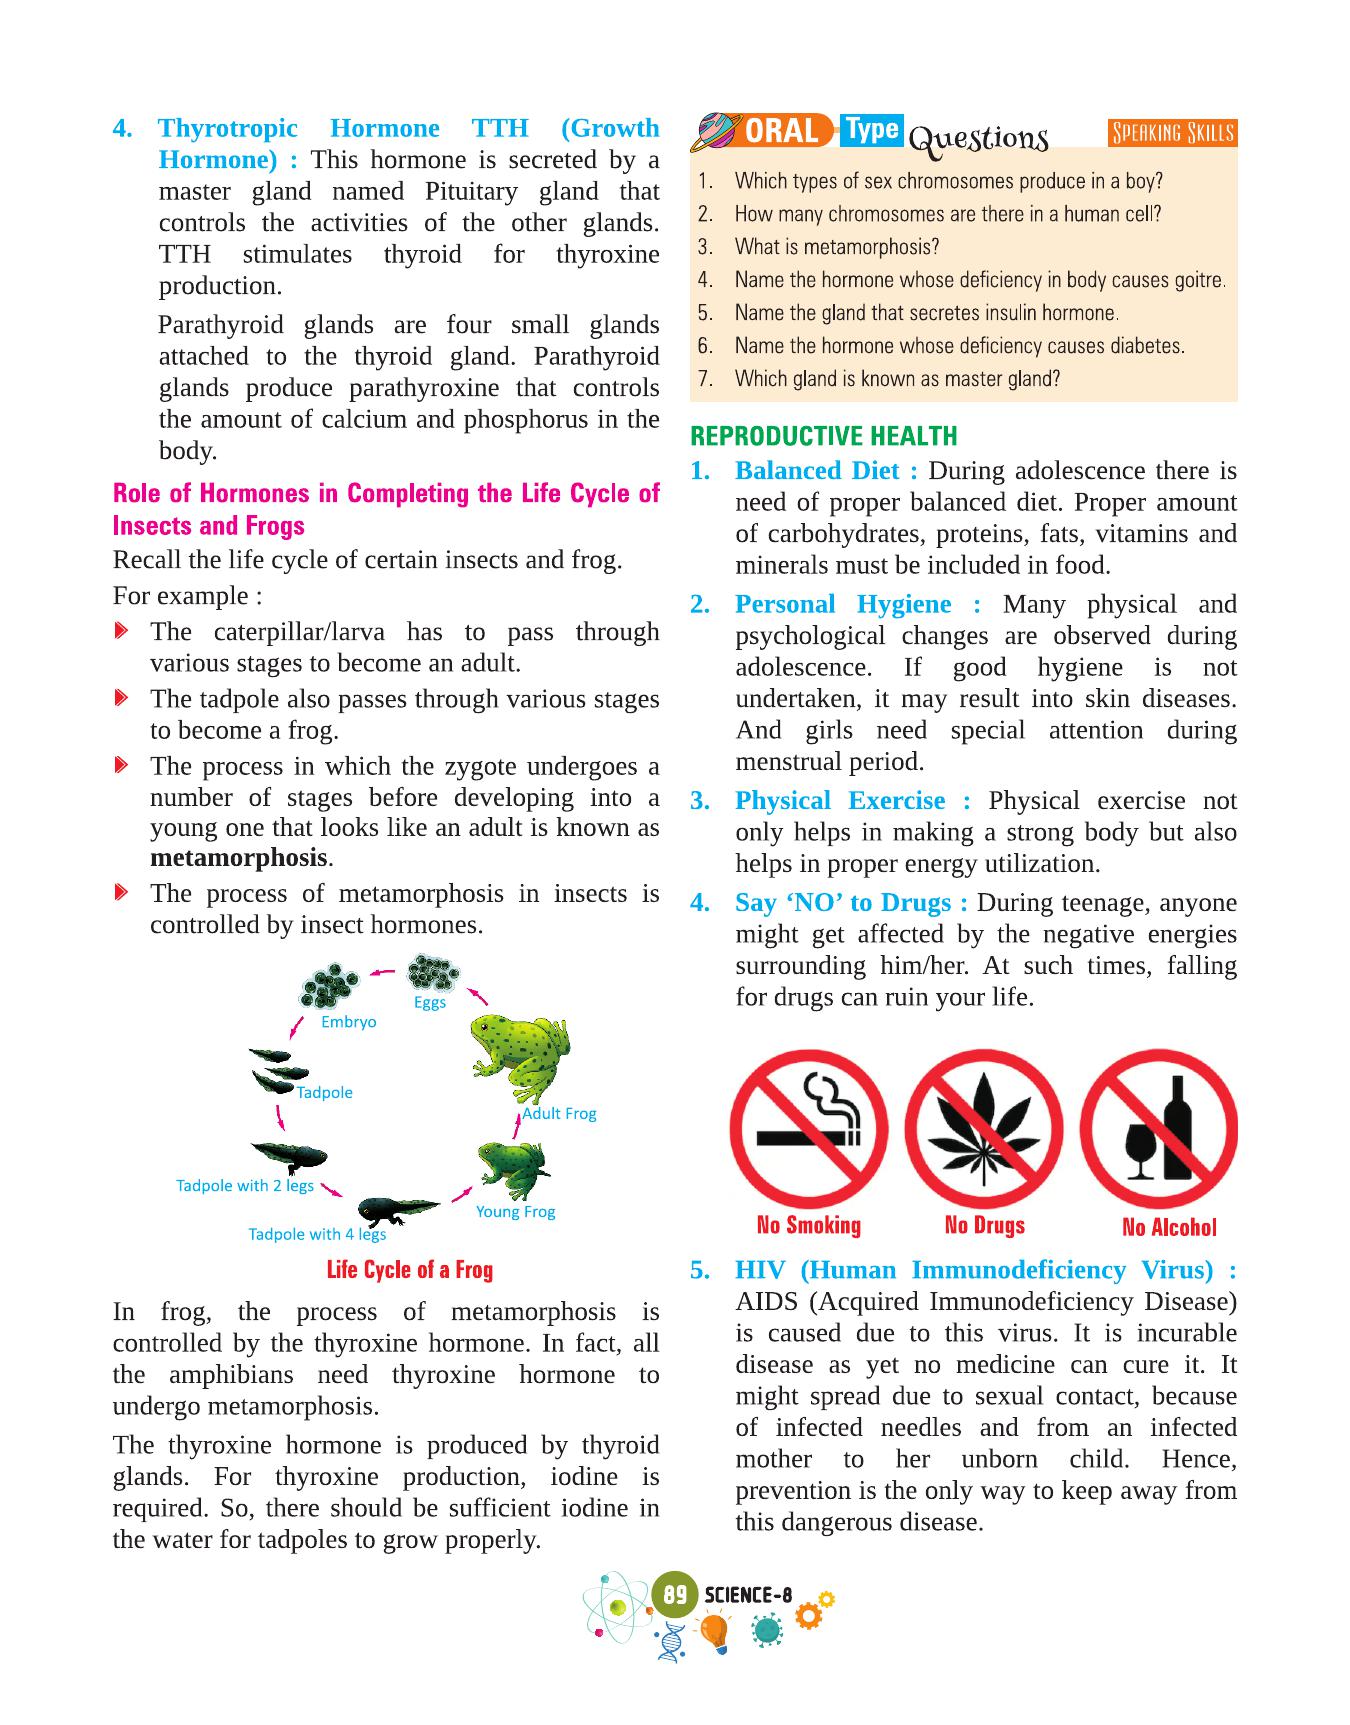 4. Thyrotropic Hormone TTH (Growth
Hormone) : This hormone is secreted by a
master gland named Pituitary gland that
controls the activities of the other glands.
TTH stimulates thyroid for thyroxine
production.
Parathyroid glands are four small glands
attached to the thyroid gland. Parathyroid
glands produce parathyroxine that controls
the amount of calcium and phosphorus in the
body.
Role of Hormones in Completing the Life Cycle of
Insects and Frogs
Recall the life cycle of certain insects and frog.
For example :
The caterpillar/larva has to pass through
various stages to become an adult.
The tadpole also passes through various stages
to become a frog.
The process in which the zygote undergoes a
number of stages before developing into a
young one that looks like an adult is known as
metamorphosis.
The process of metamorphosis in insects is
controlled by insect hormones.
Eggs
Embryo
Tadpole
Adult Frog
Tadpole with 2 legs
Young Frog
Tadpole with 4 legs
Life Cycle of a Frog
In frog, the process of metamorphosis is
controlled by the thyroxine hormone. In fact, all
the amphibians need thyroxine hormone to
undergo metamorphosis.
The thyroxine hormone is produced by thyroid
glands. For thyroxine production, iodine is
required. So, there should be sufficient iodine in
the water for tadpoles to grow properly.
ORAL Type Questions SPEAKING SKILLS
1. Which types of sex chromosomes produce in a boy?
2. How many chromosomes are there in a human cell?
3. What is metamorphosis?
4. Name the hormone whose deficiency in body causes goitre.
5. Name the gland that secretes insulin hormone.
6. Name the hormone whose deficiency causes diabetes.
7. Which gland is known as master gland?
REPRODUCTIVE HEALTH
1. Balanced Diet : During adolescence there is
need of proper balanced diet. Proper amount
of carbohydrates, proteins, fats, vitamins and
minerals must be included in food.
2. Personal Hygiene : Many physical and
psychological changes are observed during
adolescence. If good hygiene is not
undertaken, it may result into skin diseases.
And girls need special attention during
menstrual period.
3. Physical Exercise : Physical exercise not
only helps in making a strong body but also
helps in proper energy utilization.
4. Say ‘NO’ to Drugs : During teenage, anyone
might get affected by the negative energies
surrounding him/her. At such times, falling
for drugs can ruin your life.
No Smoking
No Drugs
No Alcohol
5. HIV (Human Immunodeficiency Virus) :
AIDS (Acquired Immunodeficiency Disease)
is caused due to this virus. It is incurable
disease as yet no medicine can cure it. It
might spread due to sexual contact, because
of infected needles and from an infected
mother to her unborn child. Hence,
prevention is the only way to keep away from
this dangerous disease.
89 SCIENCE-8